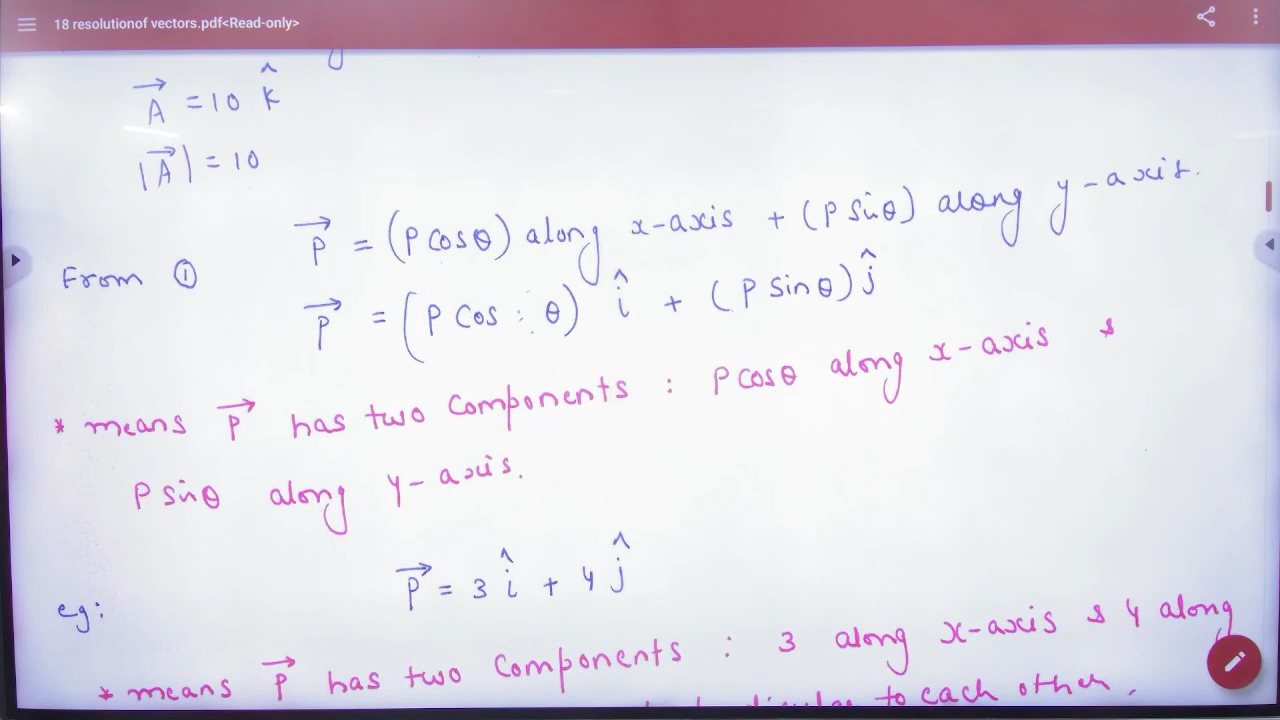 18 resolutionof vectors.pdf<Read-only>
A⃗ = 10 k̂
|A⃗| = 10
P⃗ = (P cosθ) along x-axis + (P sinθ) along y-axis.
From ①
P⃗ = (P cos θ) î + (P sinθ) ĵ
* means P⃗ has two components : P cosθ along x-axis &
P sinθ along y-axis.
eg: P⃗ = 3 î + 4 ĵ
* means P⃗ has two components : 3 along x-axis & 4 along
to each other.